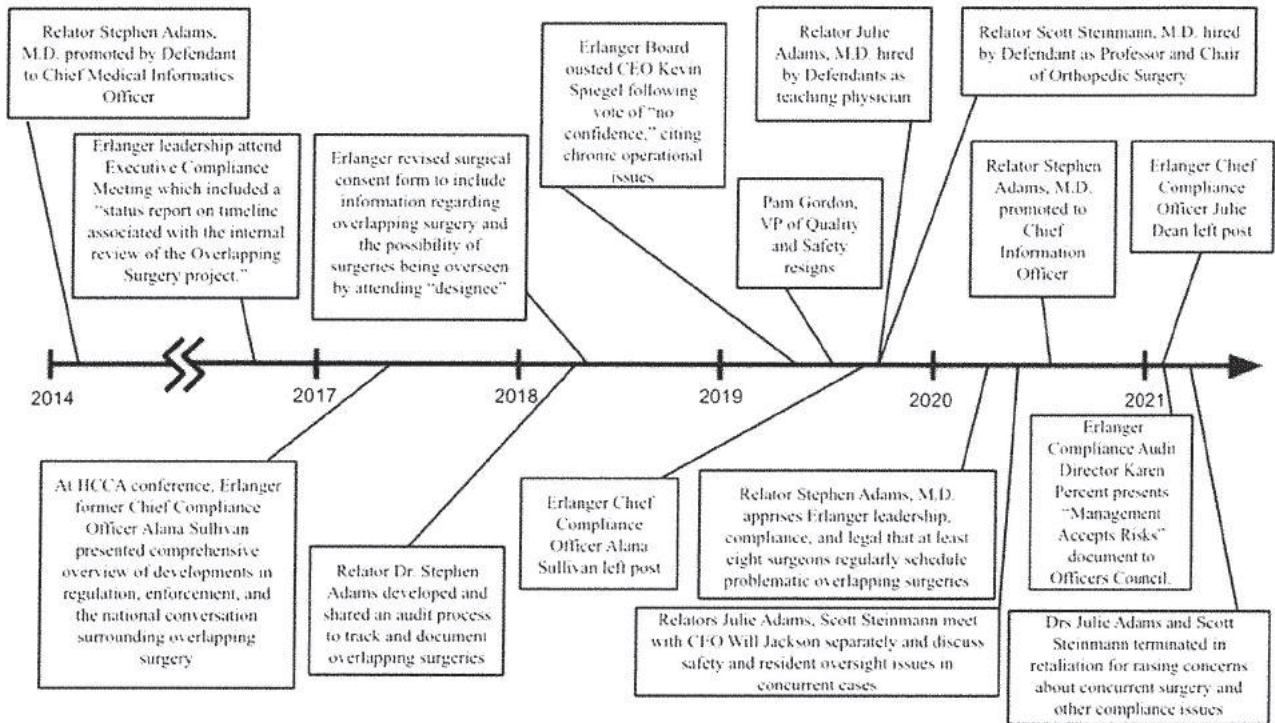 Relator Stephen Adams,
M.D. promoted by Defendant
to Chief Medical Informatics
Officer
Erlanger leadership attend
Executive Compliance
Meeting which included a
“status report on timeline
associated with the internal
review of the Overlapping
Surgery project.”
Erlanger revised surgical
consent form to include
information regarding
overlapping surgery and
the possibility of
surgeries being overseen
by attending “designee”
Erlanger Board
ousted CEO Kevin
Spiegel following
vote of “no
confidence,” citing
chronic operational
issues
Pam Gordon,
VP of Quality
and Safety
resigns
Relator Julie
Adams, M.D. hired
by Defendants as
teaching physician
Relator Scott Steinmann, M.D. hired
by Defendant as Professor and Chair
of Orthopedic Surgery
Relator Stephen
Adams, M.D.
promoted to
Chief
Information
Officer
Erlanger Chief
Compliance
Officer Julie
Dean left post
2014
2017
2018
2019
2020
2021
At HCCA conference, Erlanger
former Chief Compliance
Officer Alana Sullivan
presented comprehensive
overview of developments in
regulation, enforcement, and
the national conversation
surrounding overlapping
surgery
Relator Dr. Stephen
Adams developed and
shared an audit process
to track and document
overlapping surgeries
Erlanger Chief
Compliance
Officer Alana
Sullivan left post
Relator Stephen Adams, M.D.
apprises Erlanger leadership,
compliance, and legal that at least
eight surgeons regularly schedule
problematic overlapping surgeries
Relators Julie Adams, Scott Steinmann meet
with CEO Will Jackson separately and discuss
safety and resident oversight issues in
concurrent cases
Erlanger
Compliance Audit
Director Karen
Percent presents
“Management
Accepts Risks”
document to
Officers Council.
Drs Julie Adams and Scott
Steinmann terminated in
retaliation for raising concerns
about concurrent surgery and
other compliance issues